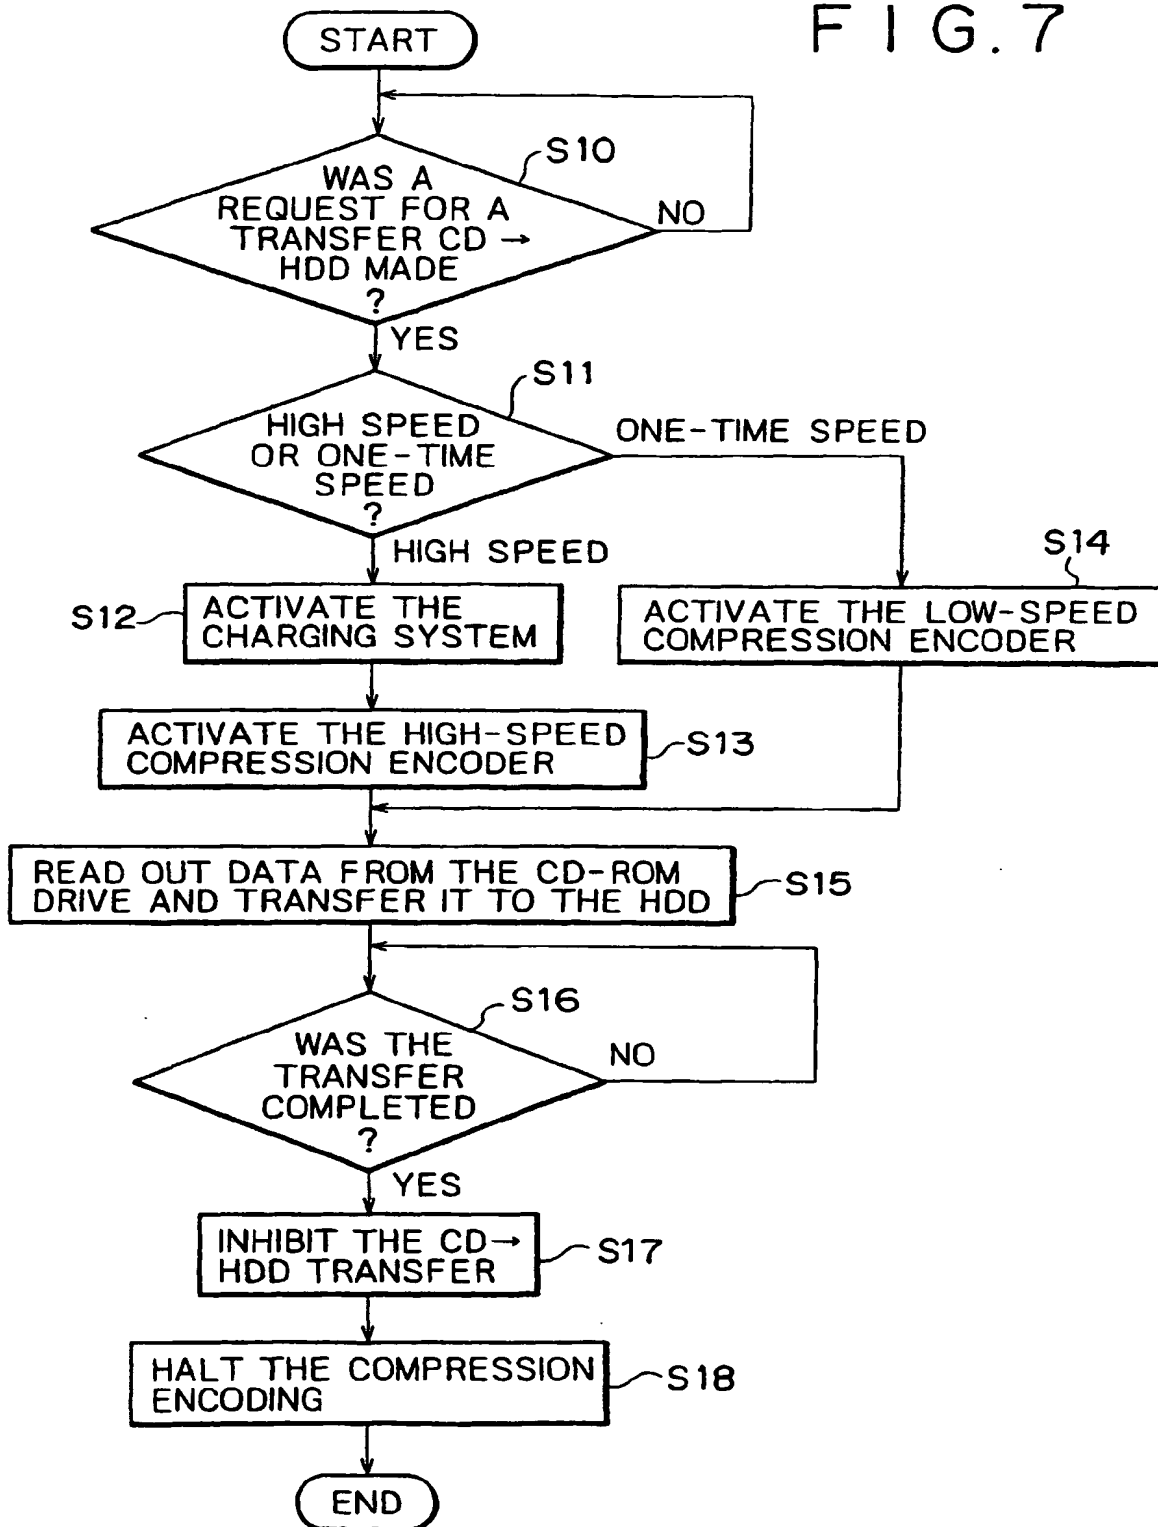 FIG.7
START
S10
WAS A
REQUEST FOR A
TRANSFER CD →
HDD MADE
?
NO
YES
S11
HIGH SPEED
OR ONE-TIME
SPEED
?
ONE-TIME SPEED
HIGH SPEED
S14
S12
ACTIVATE THE
CHARGING SYSTEM
ACTIVATE THE LOW-SPEED
COMPRESSION ENCODER
ACTIVATE THE HIGH-SPEED
COMPRESSION ENCODER
S13
READ OUT DATA FROM THE CD-ROM
DRIVE AND TRANSFER IT TO THE HDD
S15
S16
WAS THE
TRANSFER
COMPLETED
?
NO
YES
INHIBIT THE CD→
HDD TRANSFER
S17
HALT THE COMPRESSION
ENCODING
S18
END